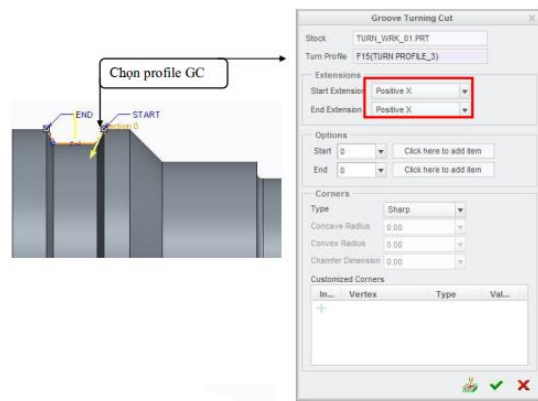 Groove Turning Cut
Stock TURN_WRK_01.PRT
Turn Profile F15(TURN PROFILE_3)
Extensions
Start Extension Positive X
End Extension Positive X
Options
Start 0 Click here to add item
End 0 Click here to add item
Corners
Type Sharp
Concave Radius 0.00
Convex Radius 0.00
Chamfer Dimension 0.00
Customized Corners
In... Vertex Type Val...
Chọn profile GC
END START